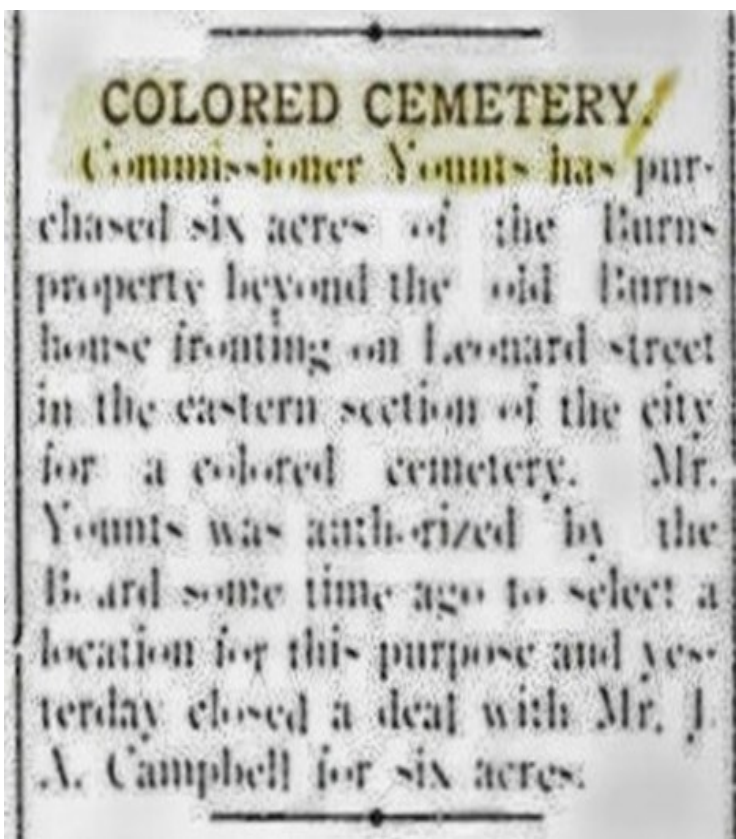 COLORED CEMETERY.
Commissioner Younts has pur-
chased six acres of the Burns
property beyond the old Burns
house fronting on Leonard street
in the eastern section of the city
for a colored cemetery. Mr.
Younts was authorized by the
Board some time ago to select a
location for this purpose and yes-
terday closed a deal with Mr. J.
A. Campbell for six acres.